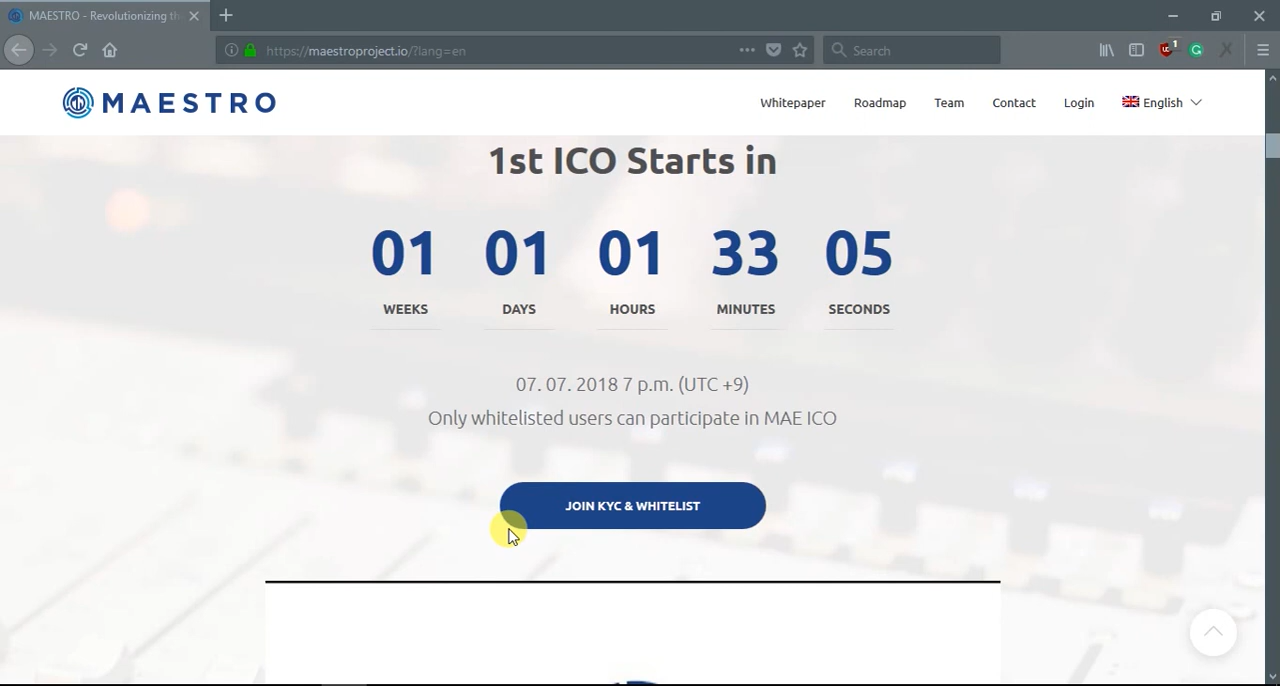 MAESTRO - Revolutionizing th
https://maestroproject.io/?lang=en
Search
1
MAESTRO
Whitepaper
Roadmap
Team
Contact
Login
English
1st ICO Starts in
01 01 01 33 05
WEEKS DAYS HOURS MINUTES SECONDS
07. 07. 2018 7 p.m. (UTC +9)
Only whitelisted users can participate in MAE ICO
JOIN KYC & WHITELIST